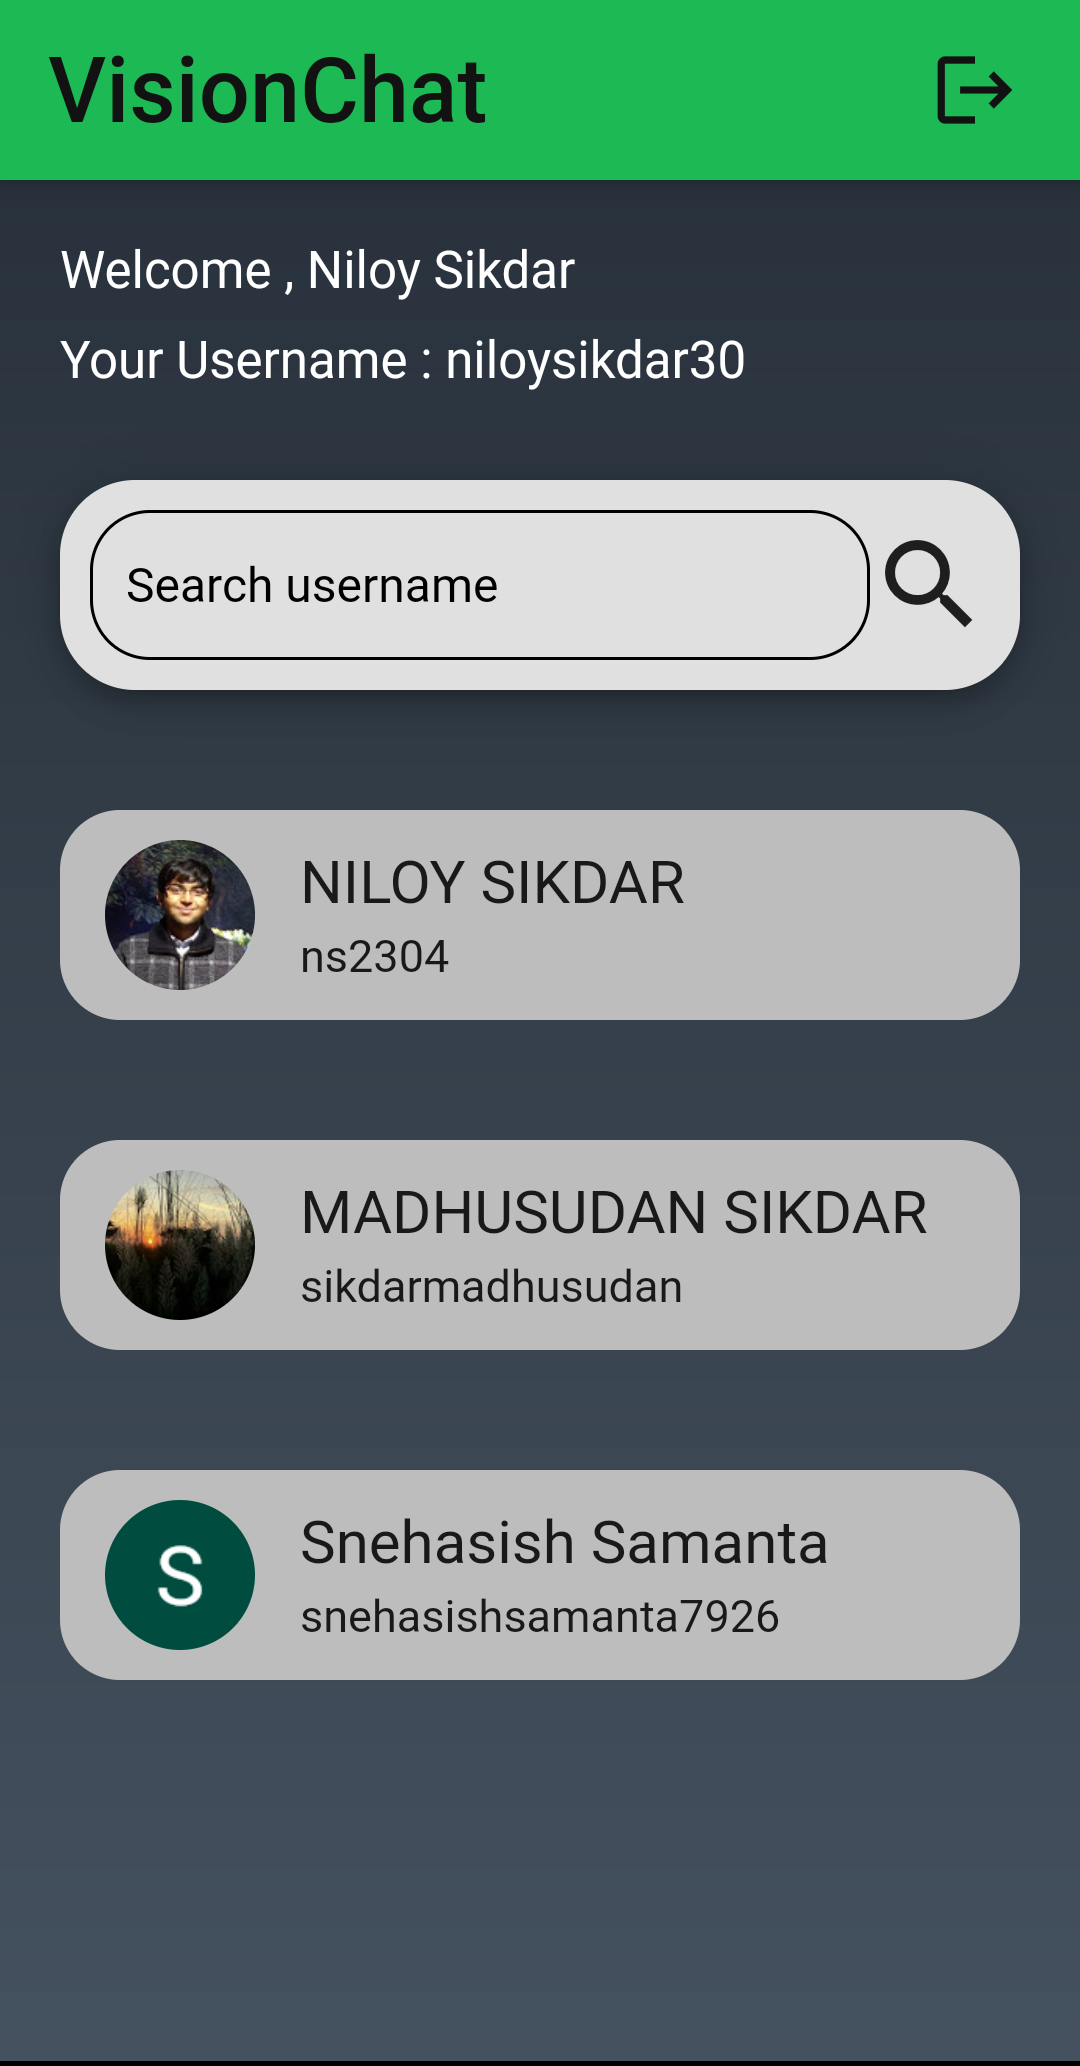 VisionChat
Welcome , Niloy Sikdar
Your Username : niloysikdar30
Search username
NILOY SIKDAR
ns2304
MADHUSUDAN SIKDAR
sikdarmadhusudan
S
Snehasish Samanta
snehasishsamanta7926